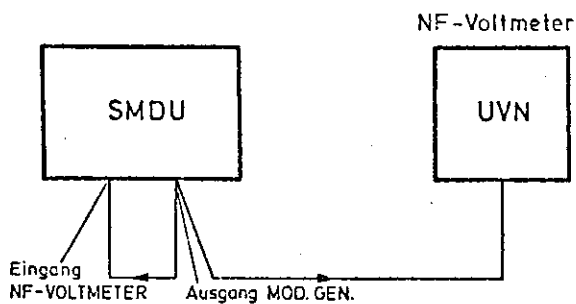 NF-Voltmeter
SMDU
UVN
Eingang
NF-VOLTMETER
Ausgang MOD. GEN.